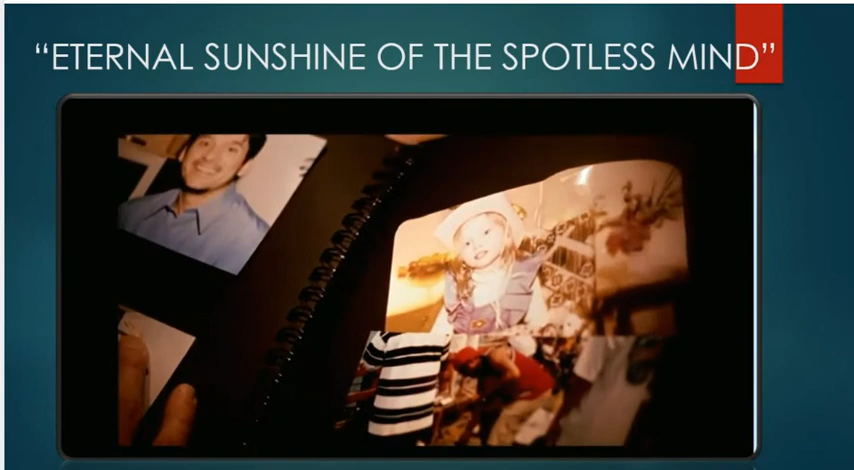 “ETERNAL SUNSHINE OF THE SPOTLESS MIND”